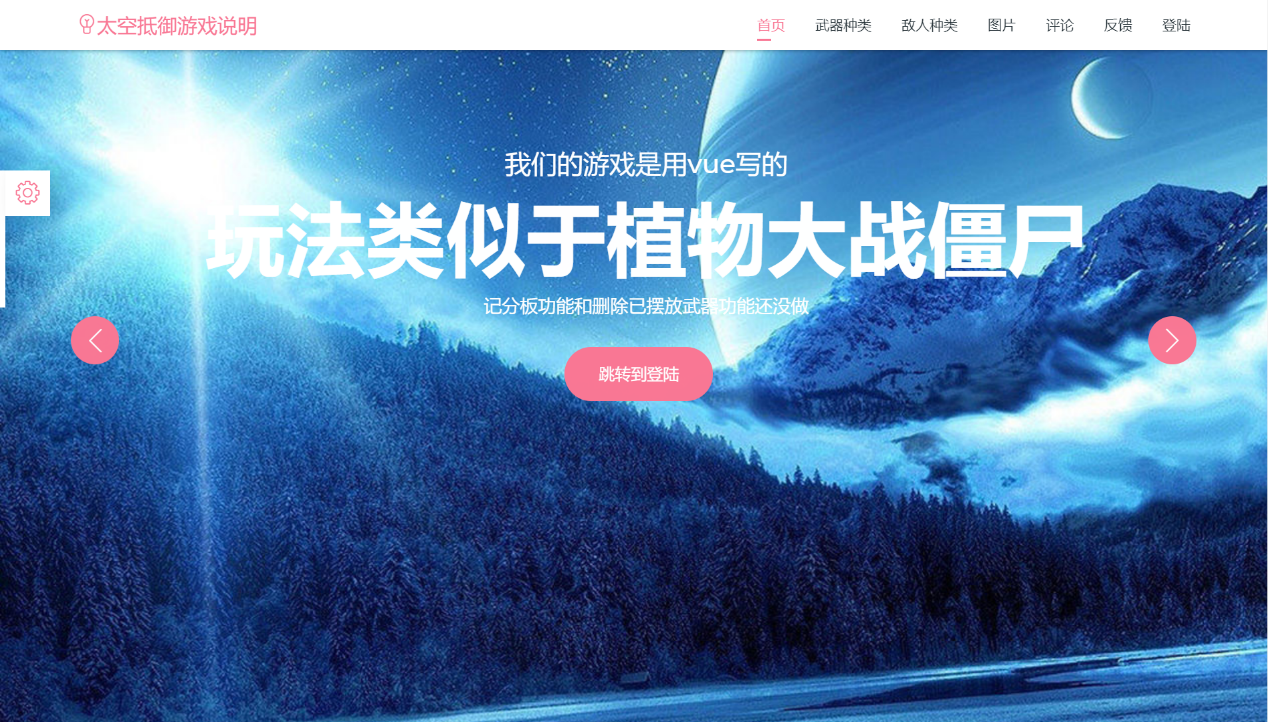 太空抵御游戏说明
首页 武器种类 敌人种类 图片 评论 反馈 登陆
我们的游戏是用vue写的
玩法类似于植物大战僵尸
记分板功能和删除已摆放武器功能还没做
跳转到登陆